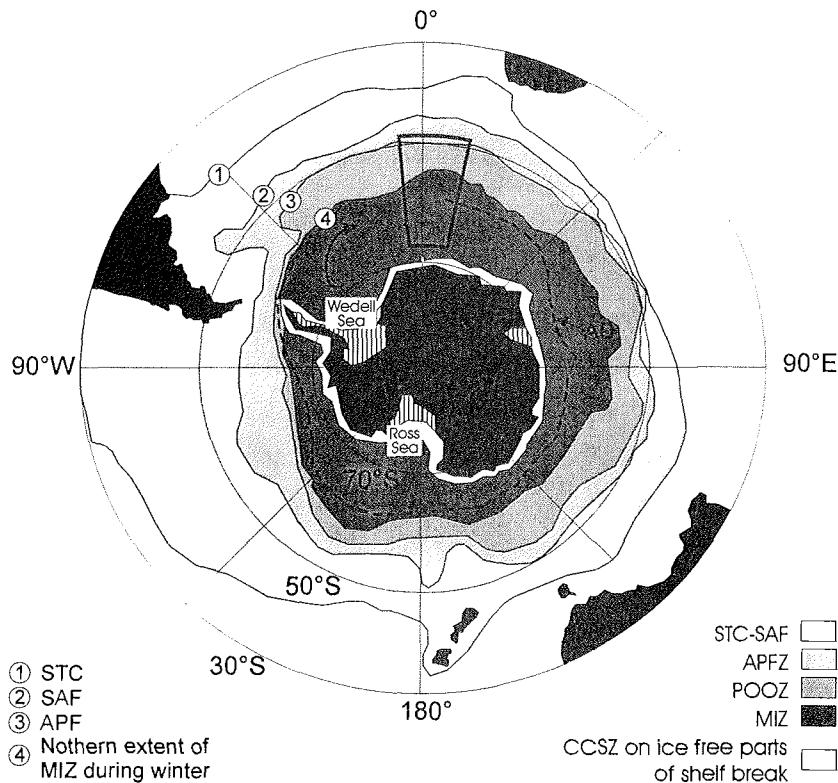 0°
1
2
3
4
Wedell
Sea
90°W
90°E
Ross
Sea
70°S
50°S
30°S
180°
① STC
② SAF
③ APF
④ Nothern extent of
MIZ during winter
STC-SAF
APFZ
POOZ
MIZ
CCSZ on ice free parts
of shelf break